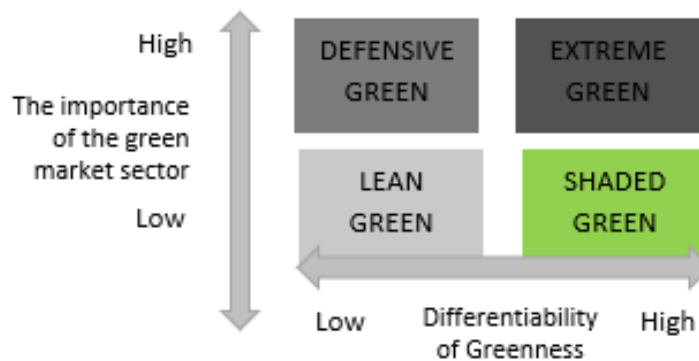 High
The importance
of the green
market sector
Low
DEFENSIVE
GREEN
EXTREME
GREEN
LEAN
GREEN
SHADED
GREEN
Low
Differentiability
of Greenness
High